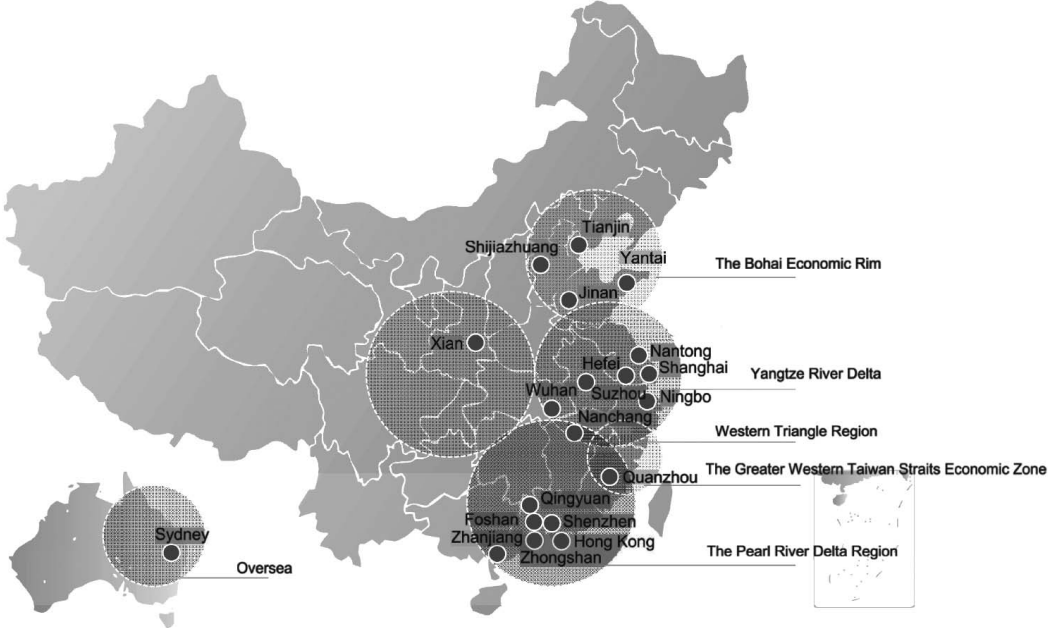 Tianjin
Shijiazhuang
Yantai
The Bohai Economic Rim
Jinan
Xian
Nantong
Hefei
Shanghai
Yangtze River Delta
Wuhan
Suzhou
Ningbo
Nanchang
Western Triangle Region
Quanzhou
The Greater Western Taiwan Straits Economic Zone
Qingyuan
Foshan
Shenzhen
Zhanjiang
Hong Kong
Zhongshan
The Pearl River Delta Region
Sydney
Oversea